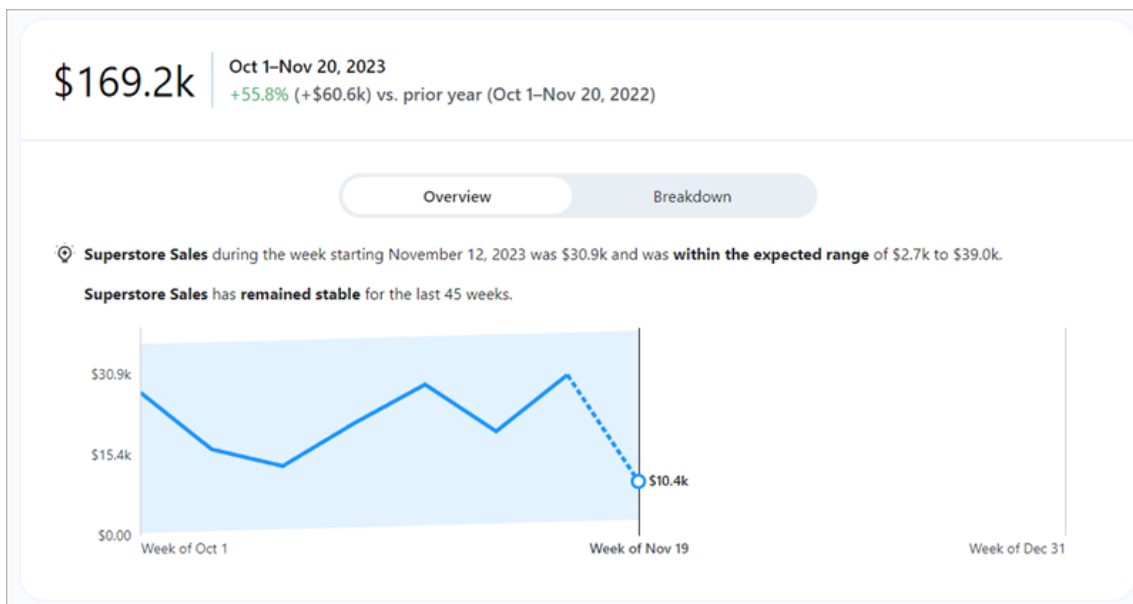 $169.2k
Oct 1–Nov 20, 2023
+55.8% (+$60.6k) vs. prior year (Oct 1–Nov 20, 2022)
Overview
Breakdown
Superstore Sales during the week starting November 12, 2023 was $30.9k and was within the expected range of $2.7k to $39.0k.
Superstore Sales has remained stable for the last 45 weeks.
$30.9k
$15.4k
$10.4k
$0.00
Week of Oct 1
Week of Nov 19
Week of Dec 31